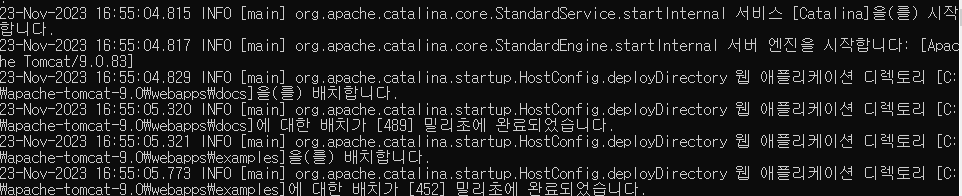 23-Nov-2023 16:55:04.815 INFO [main] org.apache.catalina.core.StandardService.startInternal 서비스 [Catalina]을(를) 시작
합니다.
23-Nov-2023 16:55:04.817 INFO [main] org.apache.catalina.core.StandardEngine.startInternal 서버 엔진을 시작합니다: [Apac
he Tomcat/9.0.83]
23-Nov-2023 16:55:04.829 INFO [main] org.apache.catalina.startup.HostConfig.deployDirectory 웹 애플리케이션 디렉토리 [C:
₩apache-tomcat-9.0₩webapps₩docs]을(를) 배치합니다.
23-Nov-2023 16:55:05.320 INFO [main] org.apache.catalina.startup.HostConfig.deployDirectory 웹 애플리케이션 디렉토리 [C:
₩apache-tomcat-9.0₩webapps₩docs]에 대한 배치가 [489] 밀리초에 완료되었습니다.
23-Nov-2023 16:55:05.321 INFO [main] org.apache.catalina.startup.HostConfig.deployDirectory 웹 애플리케이션 디렉토리 [C:
₩apache-tomcat-9.0₩webapps₩examples]을(를) 배치합니다.
23-Nov-2023 16:55:05.773 INFO [main] org.apache.catalina.startup.HostConfig.deployDirectory 웹 애플리케이션 디렉토리 [C:
₩apache-tomcat-9.0₩webapps₩examples]에 대한 배치가 [452] 밀리초에 완료되었습니다.